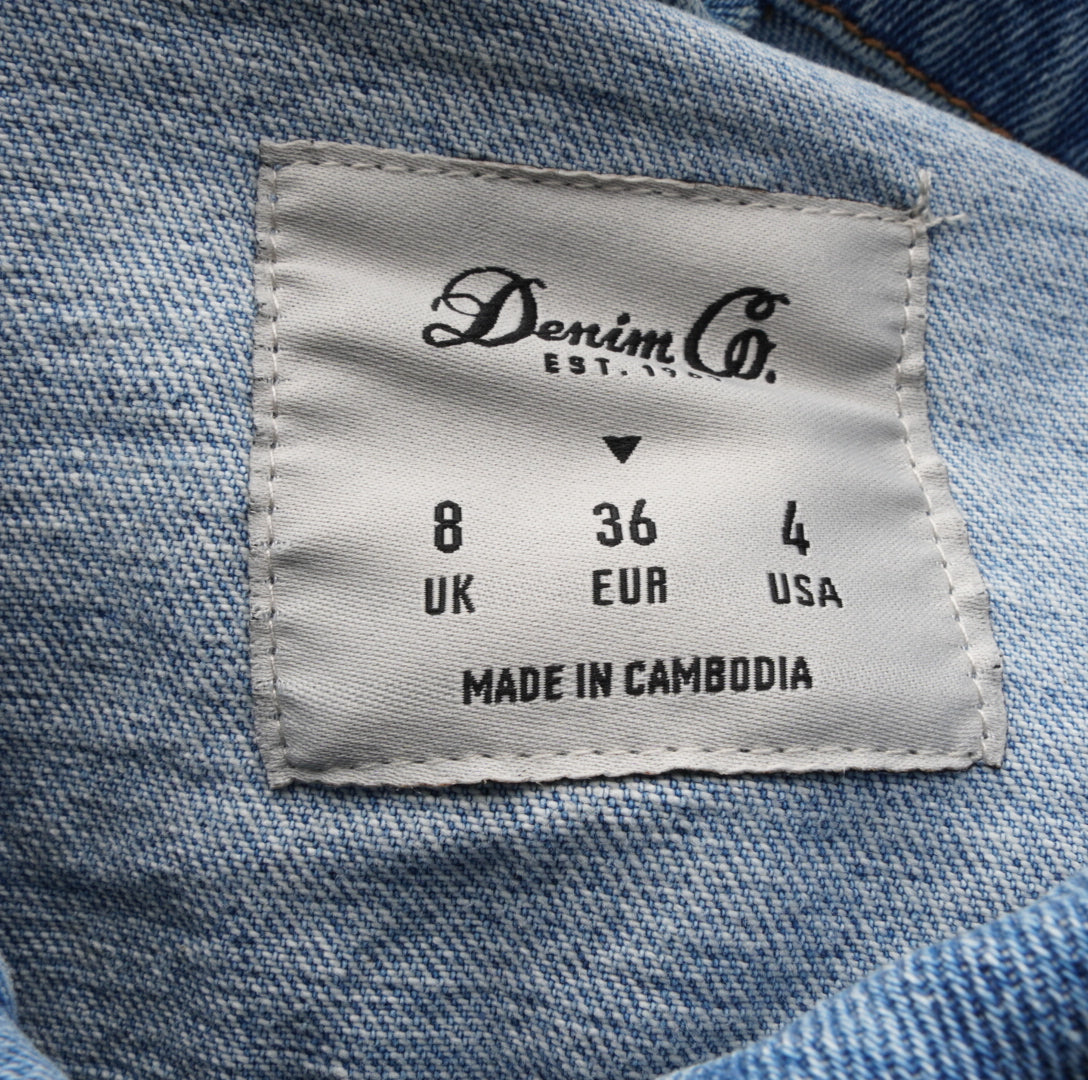 Denim Co.
EST.
8 36 4
UK EUR USA
MADE IN CAMBODIA